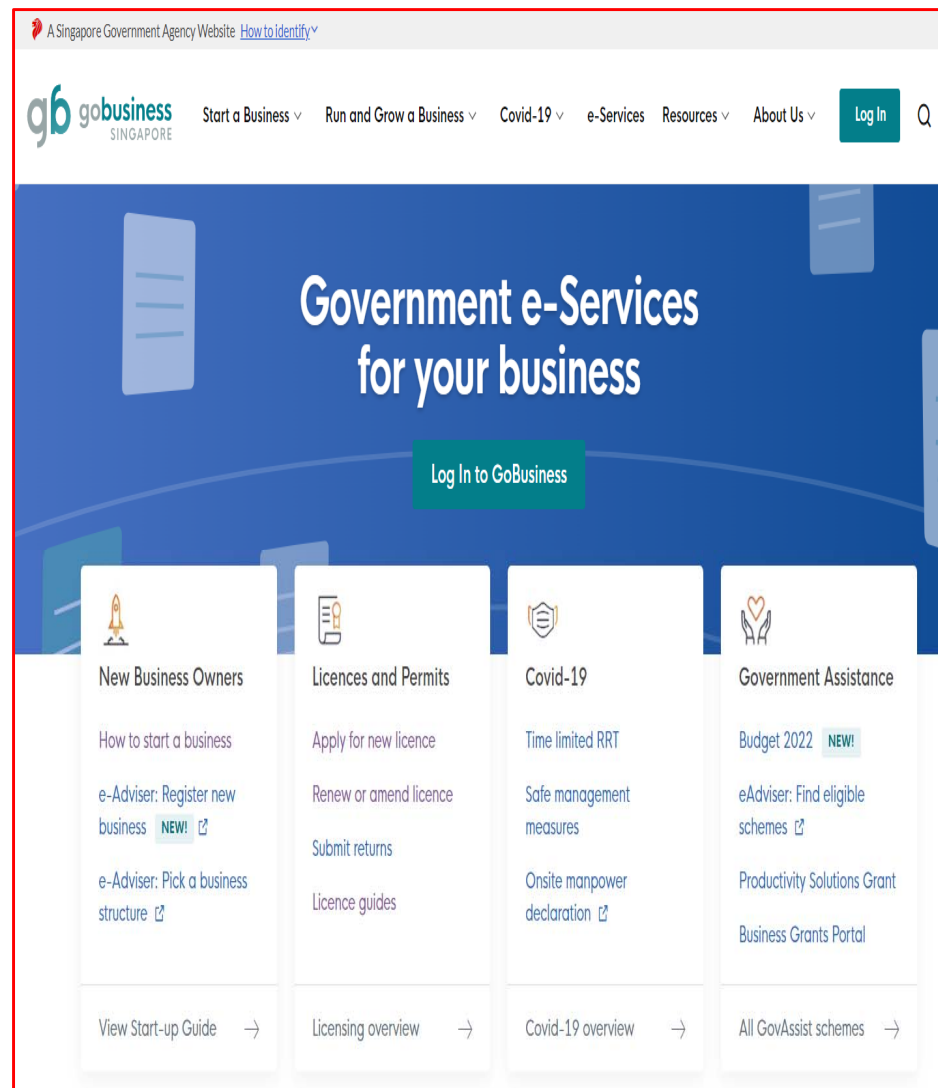 A Singapore Government Agency Website How to identify
gb gobusiness
SINGAPORE
Start a Business Run and Grow a Business Covid-19 e-Services Resources About Us Log In
Government e-Services
for your business
Log In to GoBusiness
New Business Owners
How to start a business
e-Adviser: Register new
business NEW!
e-Adviser: Pick a business
structure
View Start-up Guide →
Licences and Permits
Apply for new licence
Renew or amend licence
Submit returns
Licence guides
Licensing overview →
Covid-19
Time limited RRT
Safe management
measures
Onsite manpower
declaration
Covid-19 overview →
Government Assistance
Budget 2022 NEW!
eAdviser: Find eligible
schemes
Productivity Solutions Grant
Business Grants Portal
All GovAssist schemes →